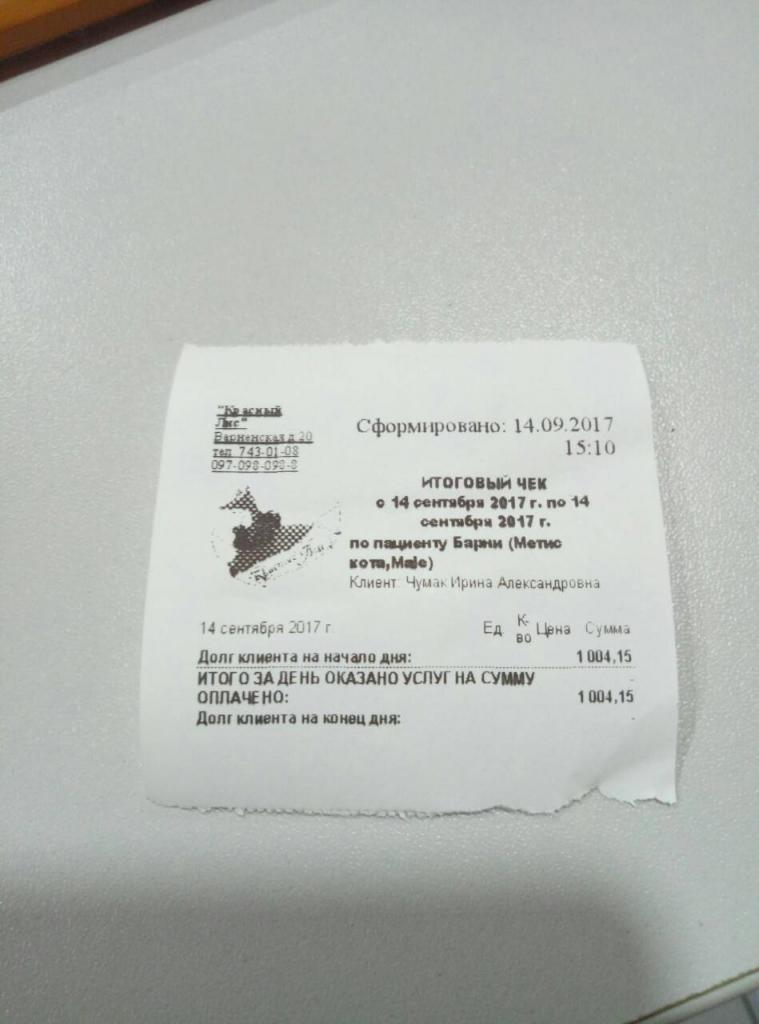 "Красный
Лис"
Варненская д.20
тел. 743-01-08
097-098-098-8
Сформировано: 14.09.2017
15:10
ИТОГОВЫЙ ЧЕК
с 14 сентября 2017 г. по 14
сентября 2017 г.
по пациенту Барни (Метис
кота,Male)
Клиент: Чумак Ирина Александровна
14 сентября 2017 г. Ед. К-во Цена Сумма
Долг клиента на начало дня: 1 004,15
ИТОГО ЗА ДЕНЬ ОКАЗАНО УСЛУГ НА СУММУ -
ОПЛАЧЕНО: 1 004,15
Долг клиента на конец дня: